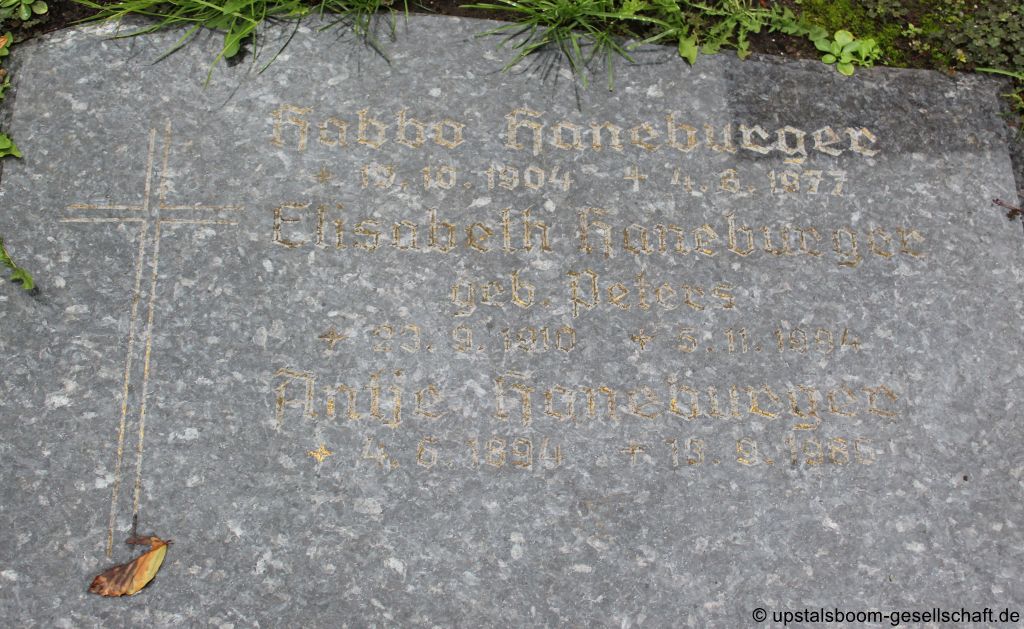 Habbo Haneburger
* 19. 10. 1904 + 4. 8. 1977
Elisabeth Haneburger
geb. Peters
* 23. 9. 1910 + 5. 11. 1994
Antje Haneburger
* 4. 6. 1894 + 9. 1985
© upstalsboom-gesellschaft.de